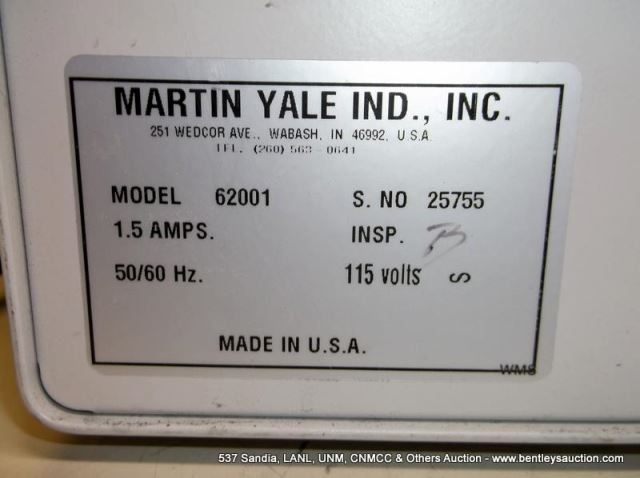 MARTIN YALE IND., INC.
251 WEDCOR AVE., WABASH, IN 46992, U.S.A
TEL. (260) 563-0641
MODEL 62001 S. NO 25755
1.5 AMPS. INSP.
50/60 Hz. 115 volts S
MADE IN U.S.A.
WMS
537 Sandia, LANL, UNM, CNMCC & Others Auction - www.bentleysauction.com